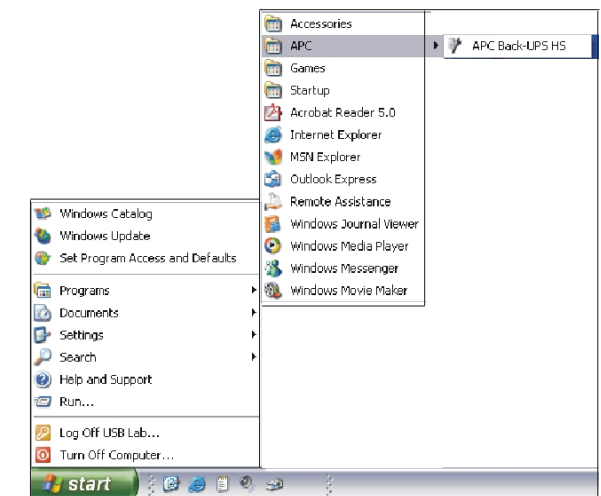 Accessories
APC
APC Back-UPS HS
Games
Startup
Acrobat Reader 5.0
Internet Explorer
MSN Explorer
Outlook Express
Remote Assistance
Windows Journal Viewer
Windows Media Player
Windows Messenger
Windows Movie Maker
Windows Catalog
Windows Update
Set Program Access and Defaults
Programs
Documents
Settings
Search
Help and Support
Run...
Log Off USB Lab...
Turn Off Computer...
start